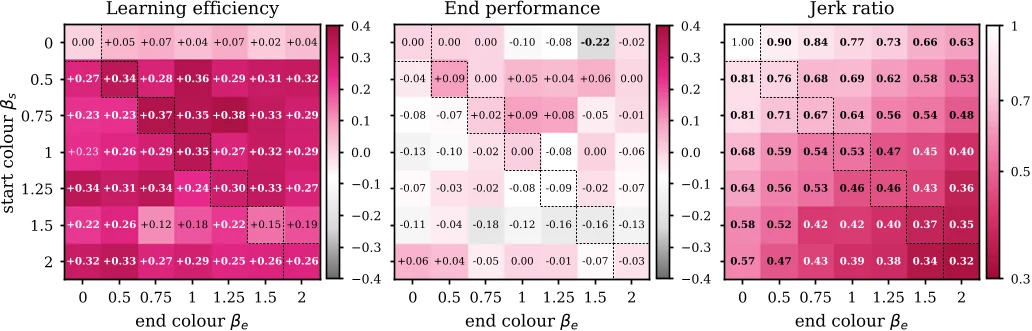 Learning efficiency
End performance
Jerk ratio
start colour βs
0 0.00 +0.05 +0.07 +0.04 +0.07 +0.02 +0.04
0.5 +0.27 +0.34 +0.28 +0.36 +0.29 +0.31 +0.32
0.75 +0.23 +0.23 +0.37 +0.35 +0.38 +0.33 +0.29
1 +0.23 +0.26 +0.29 +0.35 +0.27 +0.32 +0.29
1.25 +0.34 +0.31 +0.34 +0.24 +0.30 +0.33 +0.27
1.5 +0.22 +0.26 +0.12 +0.18 +0.22 +0.15 +0.19
2 +0.32 +0.33 +0.27 +0.29 +0.25 +0.26 +0.26
0 0.5 0.75 1 1.25 1.5 2
end colour βe
0.4
0.3
0.2
0.1
0.0
−0.1
−0.2
−0.3
−0.4
0.00 0.00 0.00 -0.10 -0.08 -0.22 -0.02
-0.04 +0.09 0.00 +0.05 +0.04 +0.06 0.00
-0.08 -0.07 +0.02 +0.09 +0.08 -0.05 -0.01
-0.13 -0.10 -0.02 0.00 -0.08 0.00 -0.06
-0.07 -0.03 -0.02 -0.08 -0.09 -0.02 -0.07
-0.11 -0.04 -0.18 -0.12 -0.16 -0.16 -0.13
+0.06 +0.04 -0.05 0.00 -0.01 -0.07 -0.03
0 0.5 0.75 1 1.25 1.5 2
end colour βe
0.4
0.3
0.2
0.1
0.0
−0.1
−0.2
−0.3
−0.4
1.00 0.90 0.84 0.77 0.73 0.66 0.63
0.81 0.76 0.68 0.69 0.62 0.58 0.53
0.81 0.71 0.67 0.64 0.56 0.54 0.48
0.68 0.59 0.54 0.53 0.47 0.45 0.40
0.64 0.56 0.53 0.46 0.46 0.43 0.36
0.58 0.52 0.42 0.42 0.40 0.37 0.35
0.57 0.47 0.43 0.39 0.38 0.34 0.32
0 0.5 0.75 1 1.25 1.5 2
end colour βe
1
0.7
0.5
0.3